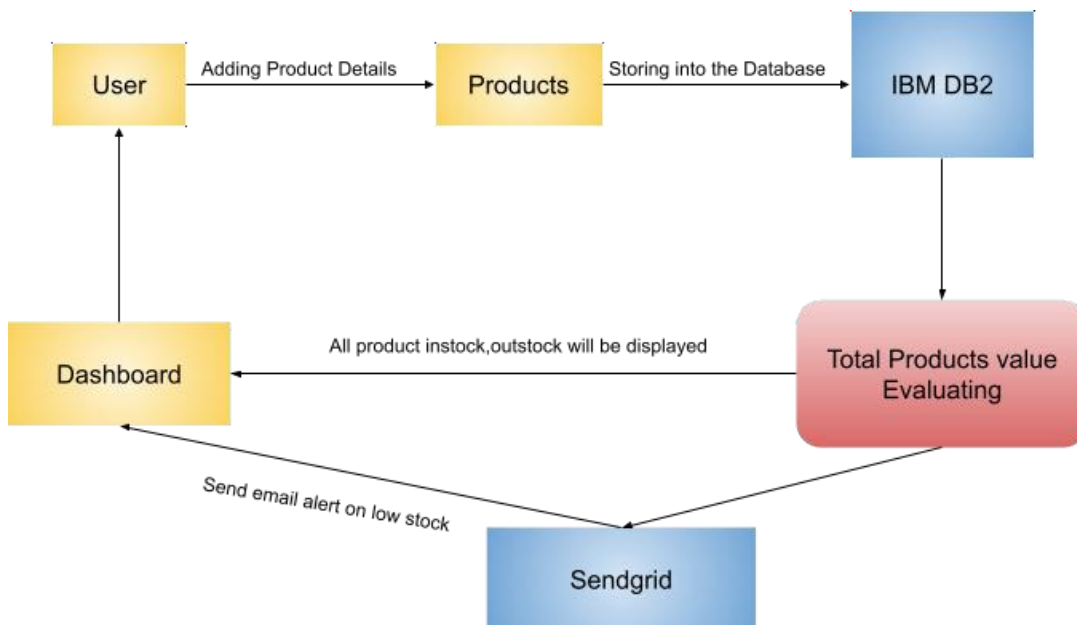 User
Adding Product Details
Products
Storing into the Database
IBM DB2
Dashboard
All product instock,outstock will be displayed
Total Products value
Evaluating
Send email alert on low stock
Sendgrid